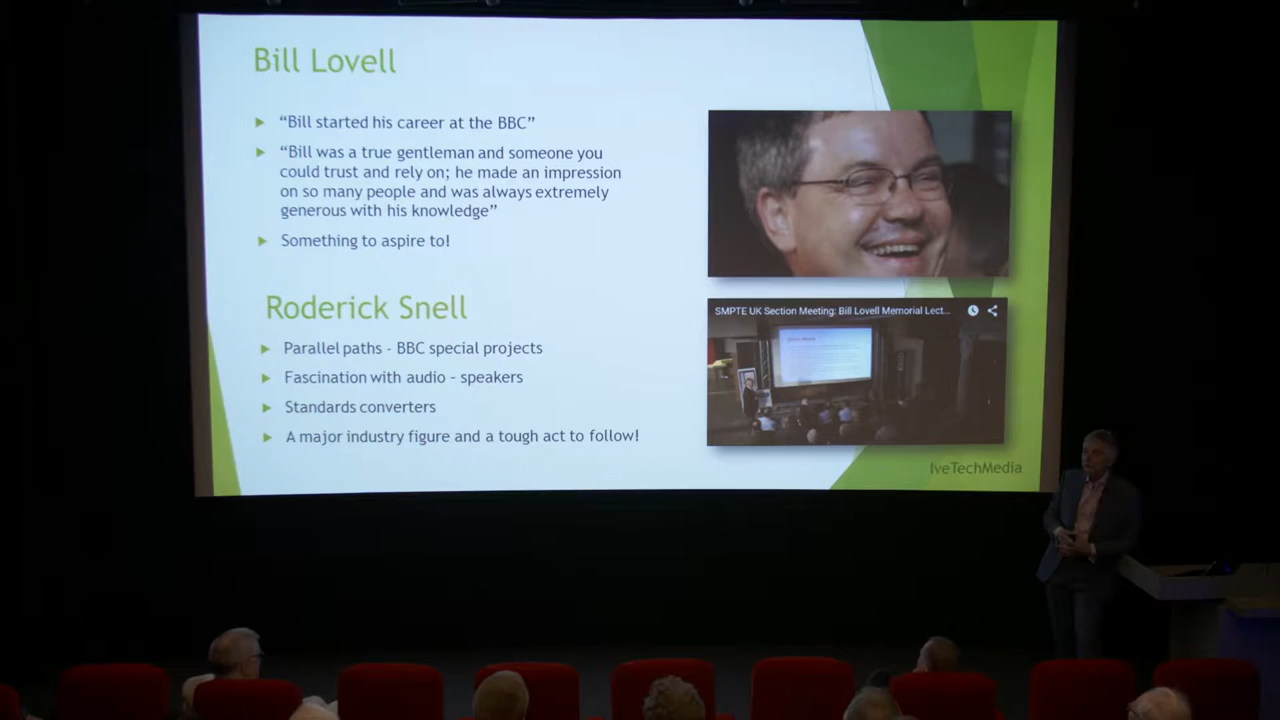 Bill Lovell
“Bill started his career at the BBC”
“Bill was a true gentleman and someone you
could trust and rely on; he made an impression
on so many people and was always extremely
generous with his knowledge”
Something to aspire to!
Roderick Snell
Parallel paths - BBC special projects
Fascination with audio – speakers
Standards converters
A major industry figure and a tough act to follow!
SMPTE UK Section Meeting: Bill Lovell Memorial Lect...
IveTechMedia